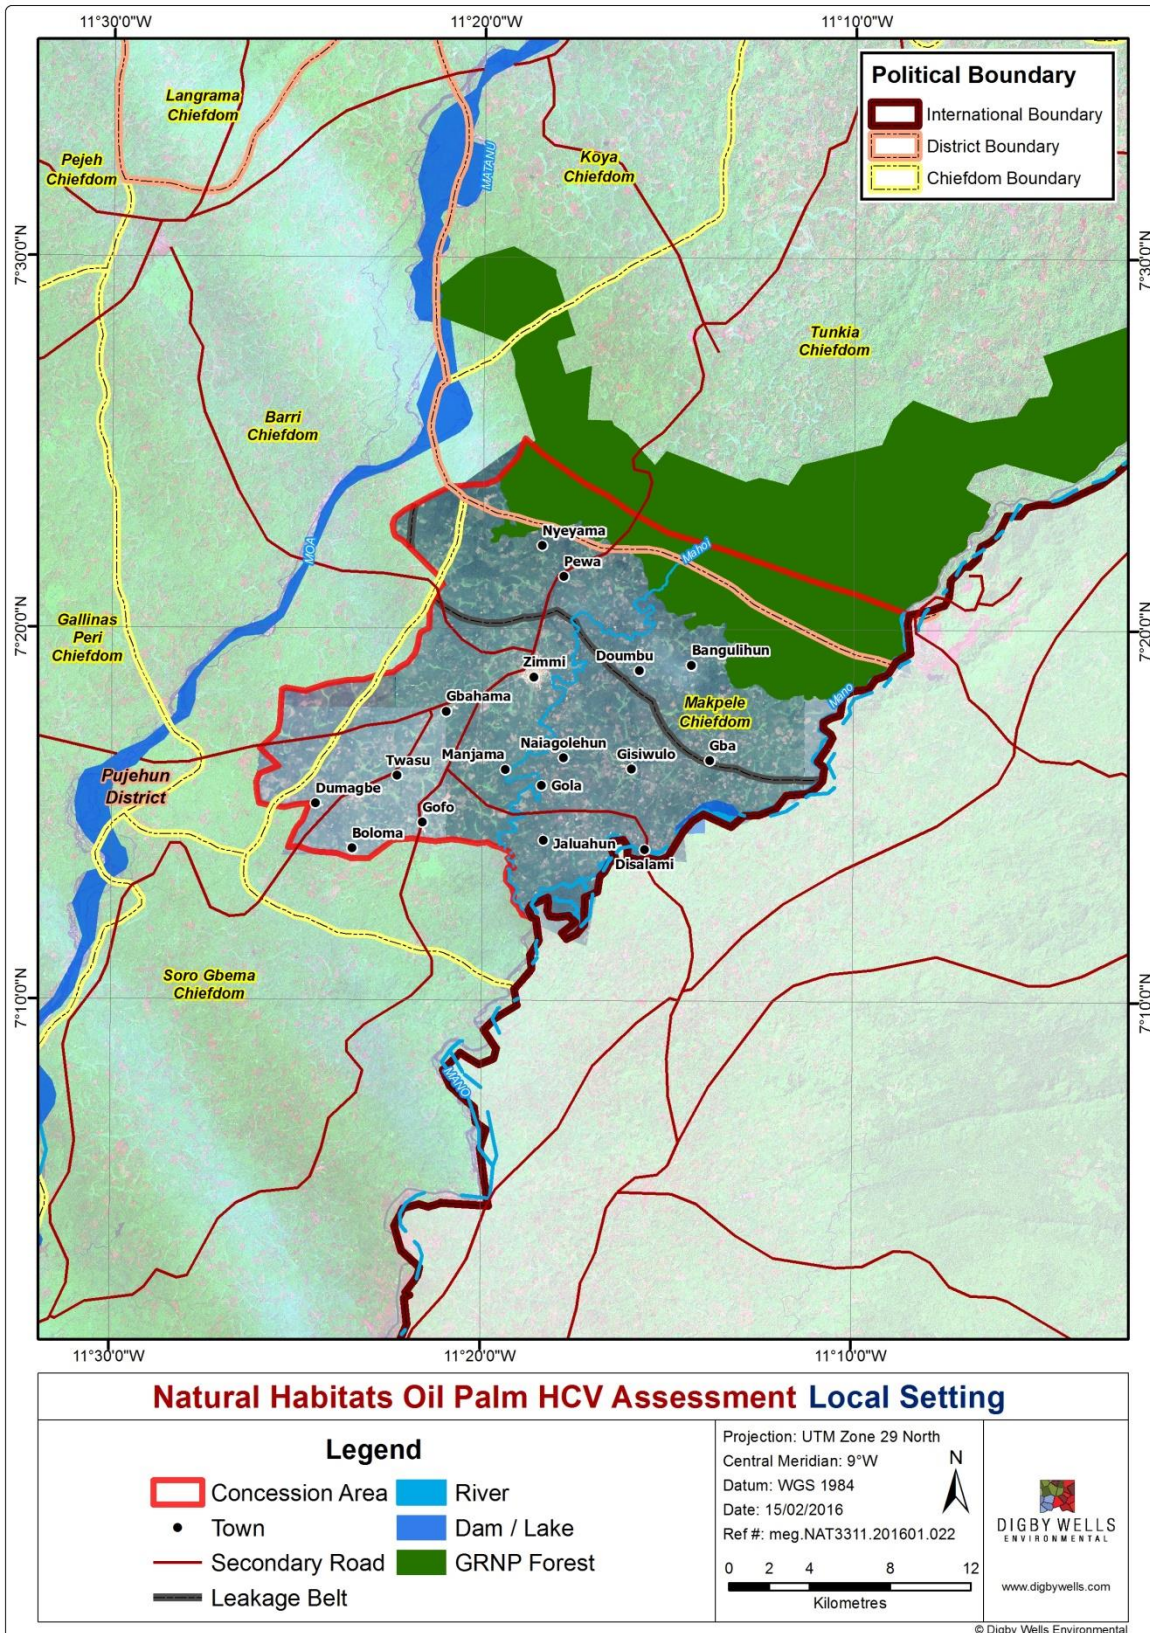 11°30'0"W
11°20'0"W
11°10'0"W
Political Boundary
International Boundary
District Boundary
Chiefdom Boundary
Langrama
Chiefdom
Pejeh
Chiefdom
MATANU
Koya
Chiefdom
7°30'0"N
7°30'0"N
Tunkia
Chiefdom
Barri
Chiefdom
MOA
Nyeyama
Pewa
Mahoi
Gallinas
Peri
Chiefdom
7°20'0"N
7°20'0"N
Zimmi
Doumbu
Bangulihun
Gbahama
Makpele
Chiefdom
Mano
Manjama
Naiagolehun
Gisiwulo
Gba
Twasu
Pujehun
District
Dumagbe
Gola
Gofo
Boloma
Jaluahun
Disalami
Soro Gbema
Chiefdom
7°10'0"N
7°10'0"N
MANO
11°30'0"W
11°20'0"W
11°10'0"W
Natural Habitats Oil Palm HCV Assessment Local Setting
Legend
Concession Area
River
Town
Dam / Lake
Secondary Road
GRNP Forest
Leakage Belt
Projection: UTM Zone 29 North
Central Meridian: 9°W
N
Datum: WGS 1984
Date: 15/02/2016
Ref #: meg.NAT3311.201601.022
0 2 4 8 12
Kilometres
DIGBY WELLS
ENVIRONMENTAL
www.digbywells.com
© Digby Wells Environmental